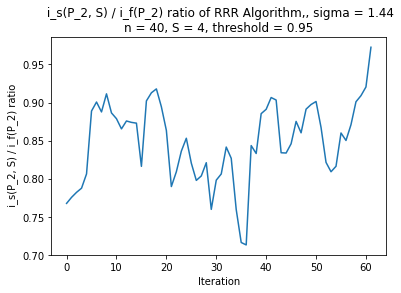 i_s(P_2, S) / i_f(P_2) ratio of RRR Algorithm,, sigma = 1.44
n = 40, S = 4, threshold = 0.95
i_s(P_2, S) / i_f(P_2) ratio
0.95
0.90
0.85
0.80
0.75
0.70
0 10 20 30 40 50 60
Iteration